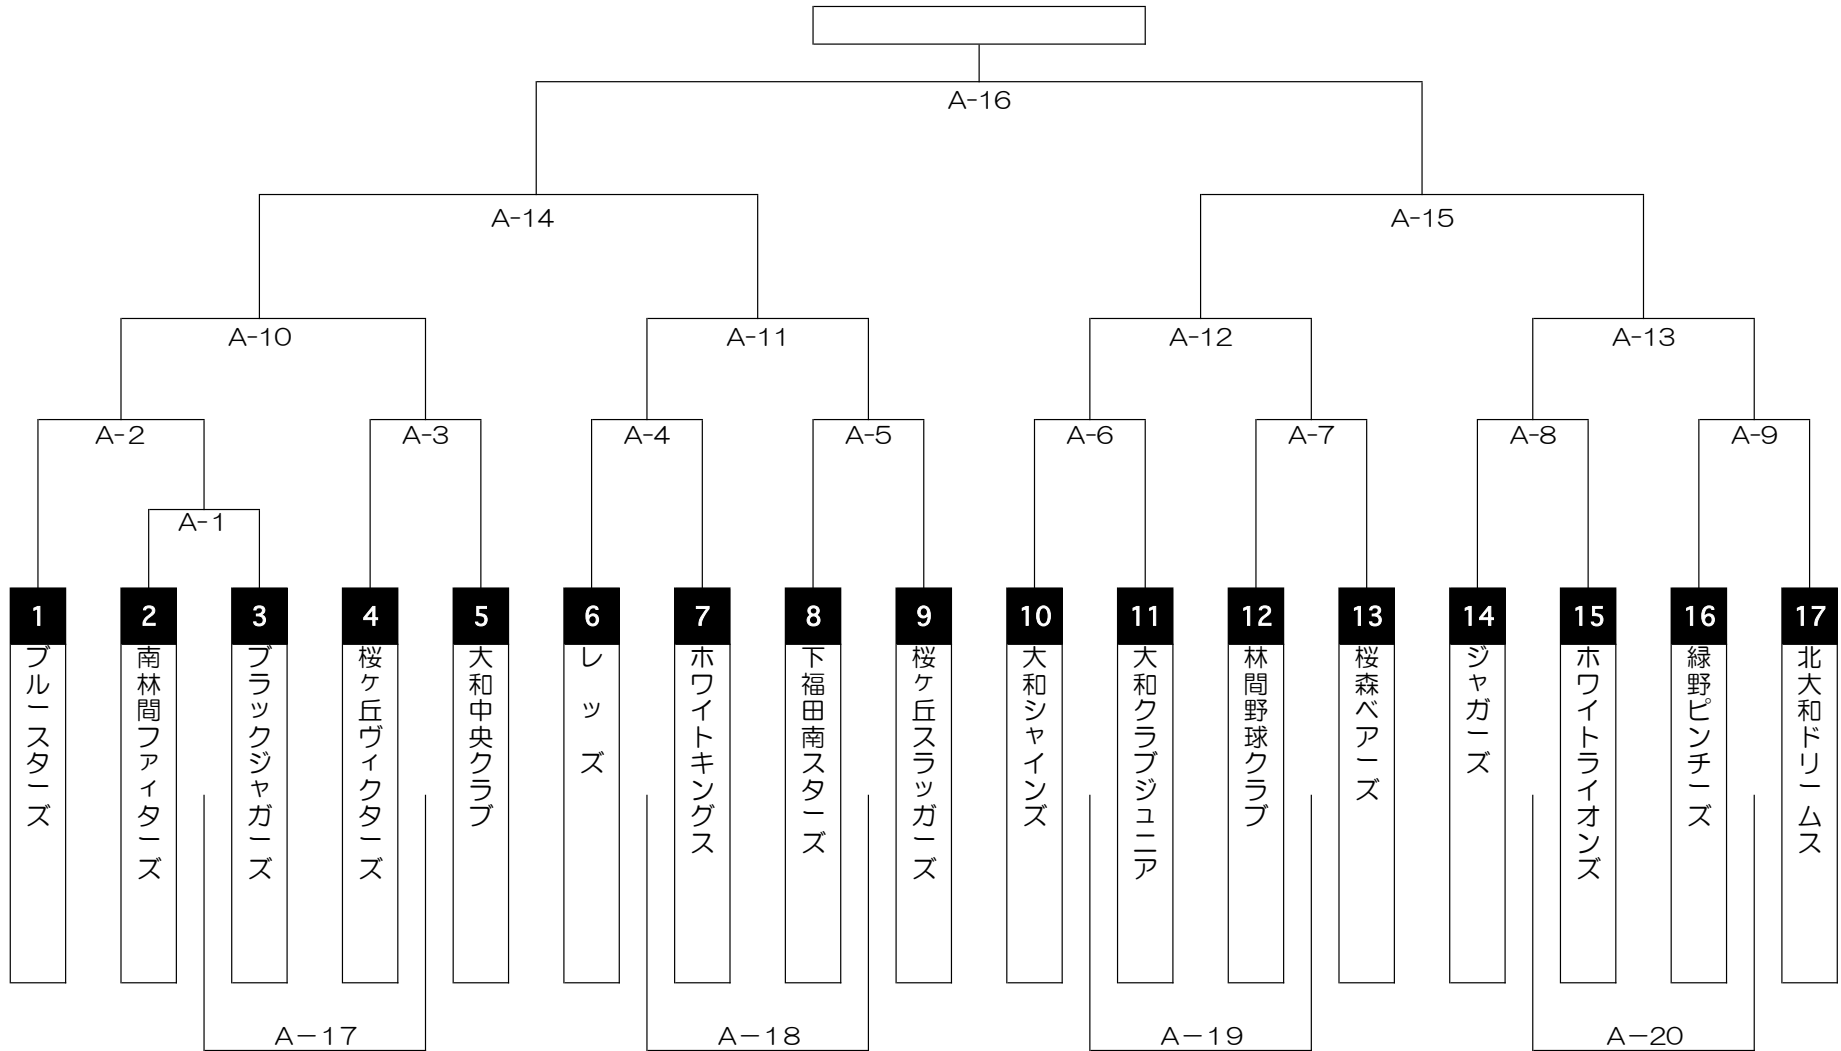 A-16
A-14
A-15
A-10
A-11
A-12
A-13
A-2
A-3
A-4
A-5
A-6
A-7
A-8
A-9
A-1
1
ブルースターズ
2
南林間ファィターズ
3
ブラックジャガーズ
4
桜ヶ丘ヴィクターズ
5
大和中央クラブ
6
レッズ
7
ホワイトキングス
8
下福田南スターズ
9
桜ヶ丘スラッガーズ
10
大和シャインズ
11
大和クラブジュニア
12
林間野球クラブ
13
桜森ベアーズ
14
ジャガーズ
15
ホワイトライオンズ
16
緑野ピンチーズ
17
北大和ドリームス
A－17
A－18
A－19
A－20